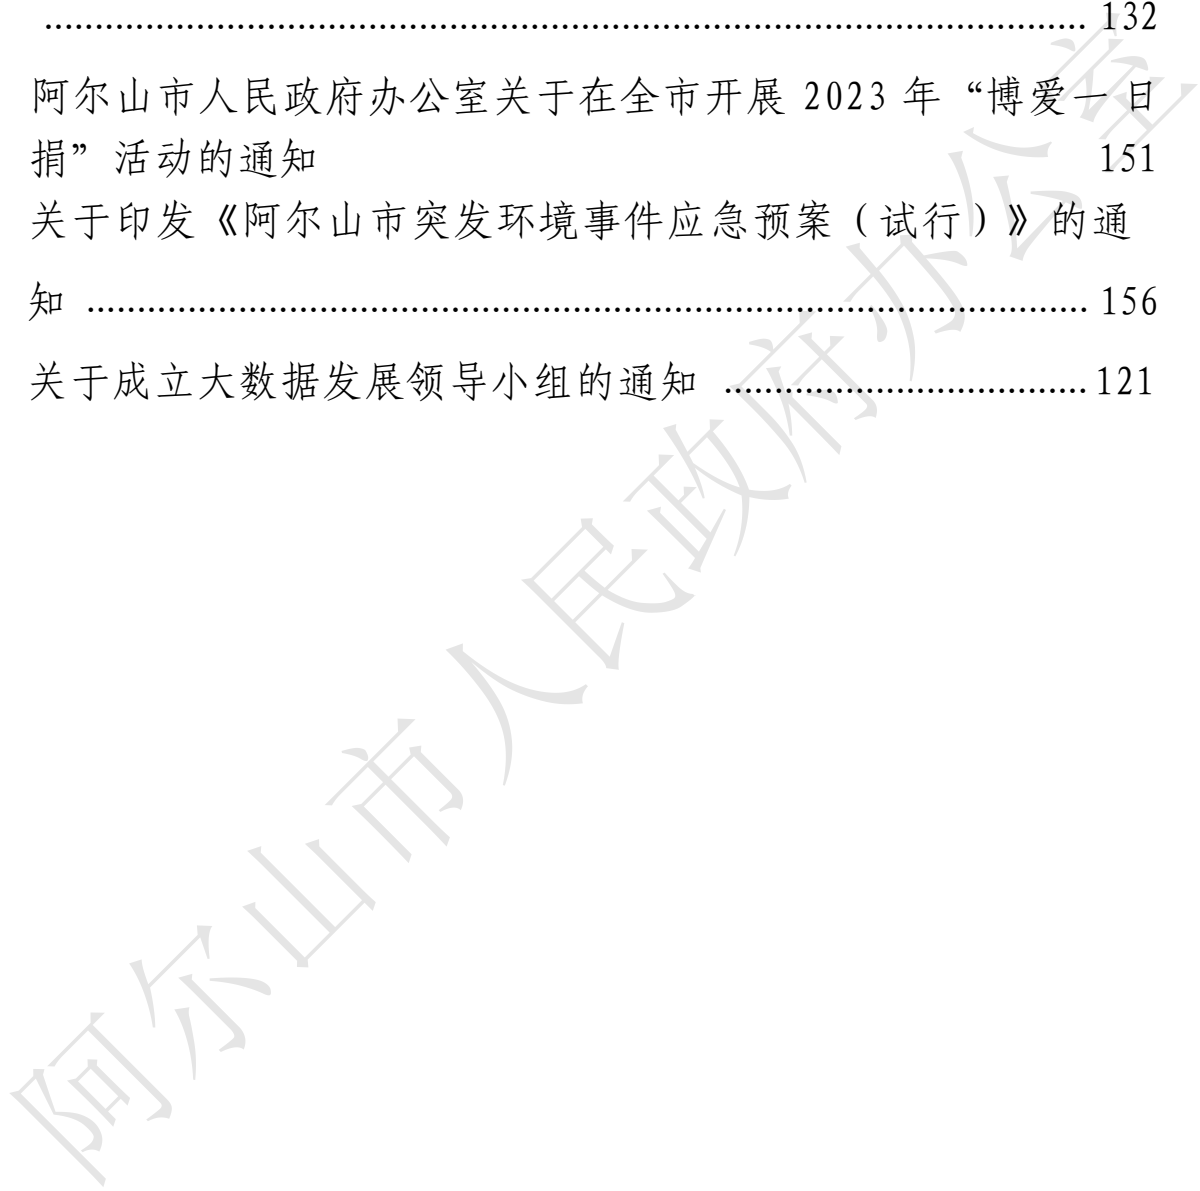 ........................................................................................................ 132
阿尔山市人民政府办公室关于在全市开展 2023 年“博爱一日
捐”活动的通知 151
关于印发《阿尔山市突发环境事件应急预案（试行）》的通
知 .................................................................................................... 156
关于成立大数据发展领导小组的通知 .................................... 121
阿尔山市人民政府办公室